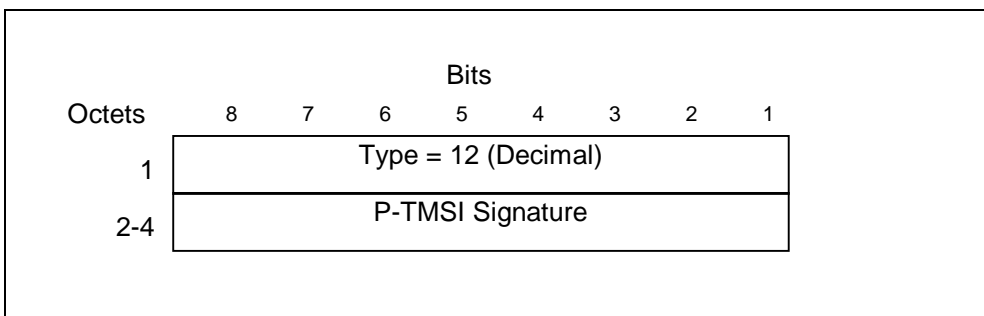 Bits
Octets 8 7 6 5 4 3 2 1
1 Type = 12 (Decimal)
2-4 P-TMSI Signature